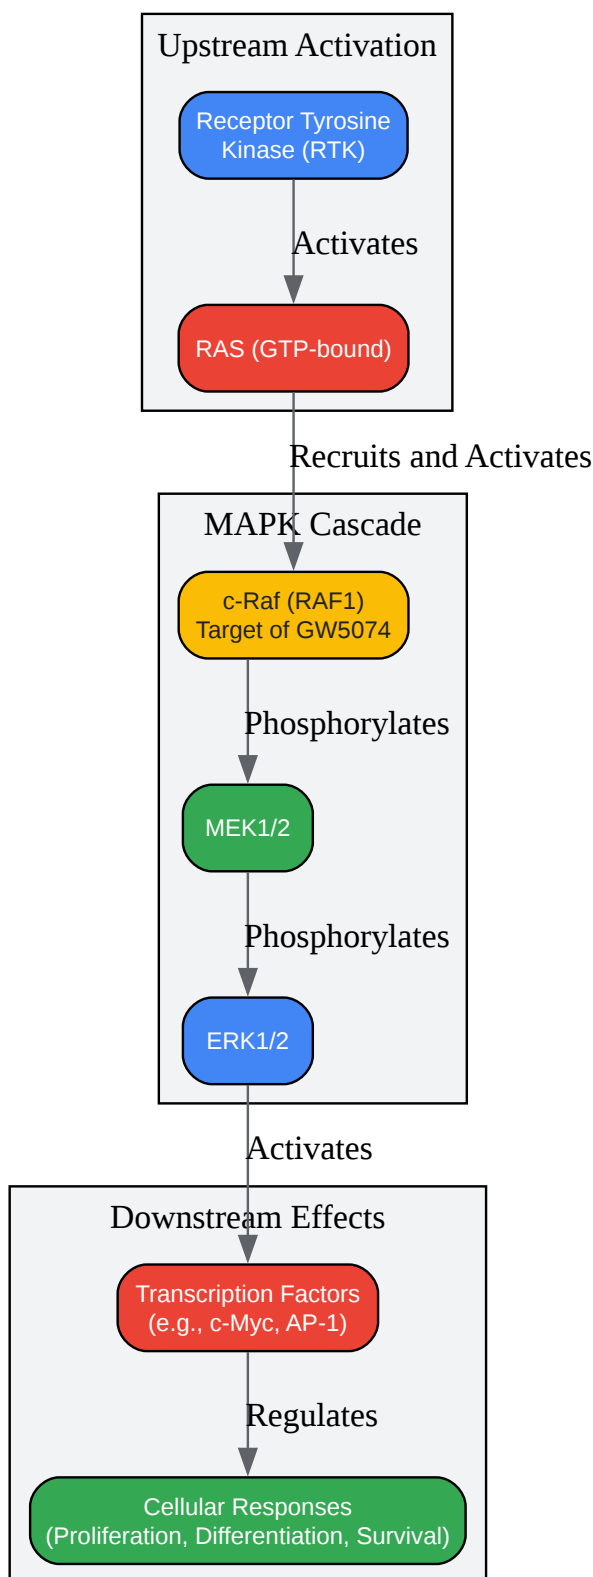 Upstream Activation
Receptor Tyrosine
Kinase (RTK)
Activates
RAS (GTP-bound)
Recruits and Activates
MAPK Cascade
c-Raf (RAF1)
Target of GW5074
Phosphorylates
MEK1/2
Phosphorylates
ERK1/2
Activates
Downstream Effects
Transcription Factors
(e.g., c-Myc, AP-1)
Regulates
Cellular Responses
(Proliferation, Differentiation, Survival)